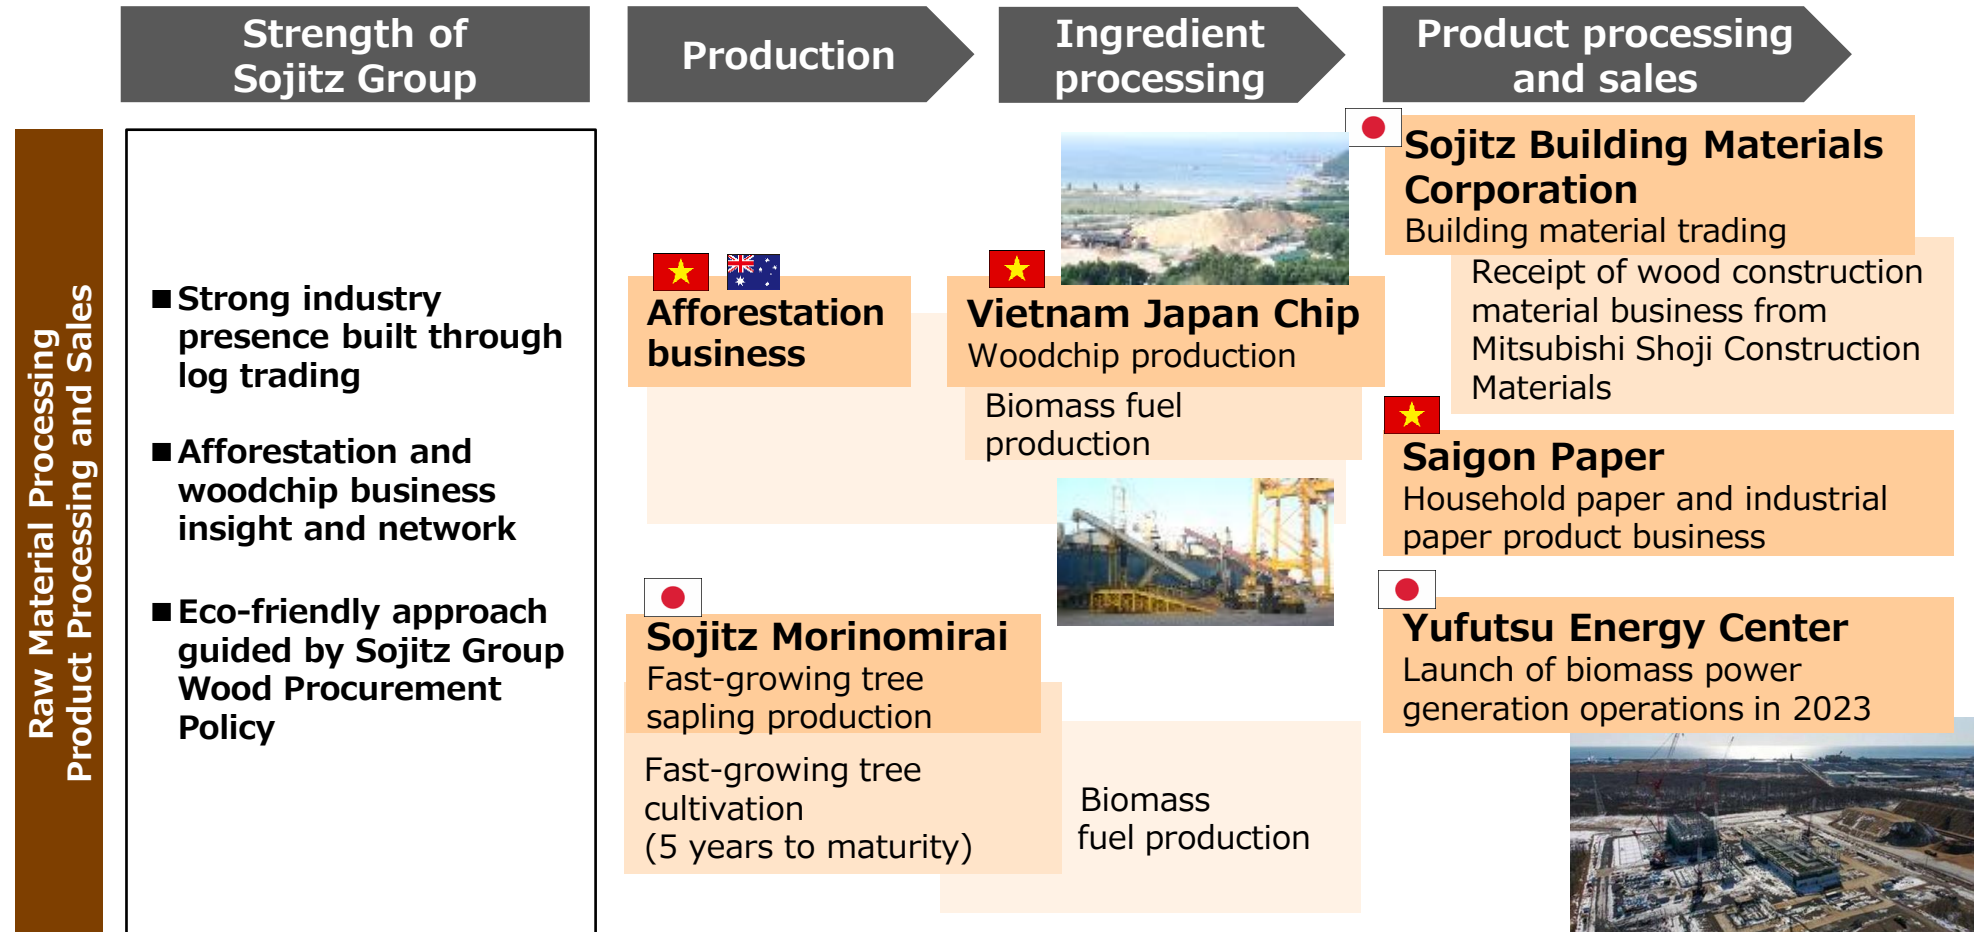 Strength of
Sojitz Group
Production
Ingredient
processing
Product processing
and sales
Raw Material Processing
Product Processing and Sales
■Strong industry
presence built through
log trading
■Afforestation and
woodchip business
insight and network
■Eco-friendly approach
guided by Sojitz Group
Wood Procurement
Policy
Afforestation
business
Sojitz Morinomirai
Fast-growing tree
sapling production
Fast-growing tree
cultivation
(5 years to maturity)
Vietnam Japan Chip
Woodchip production
Biomass fuel
production
Biomass
fuel production
Sojitz Building Materials
Corporation
Building material trading
Receipt of wood construction
material business from
Mitsubishi Shoji Construction
Materials
Saigon Paper
Household paper and industrial
paper product business
Yufutsu Energy Center
Launch of biomass power
generation operations in 2023